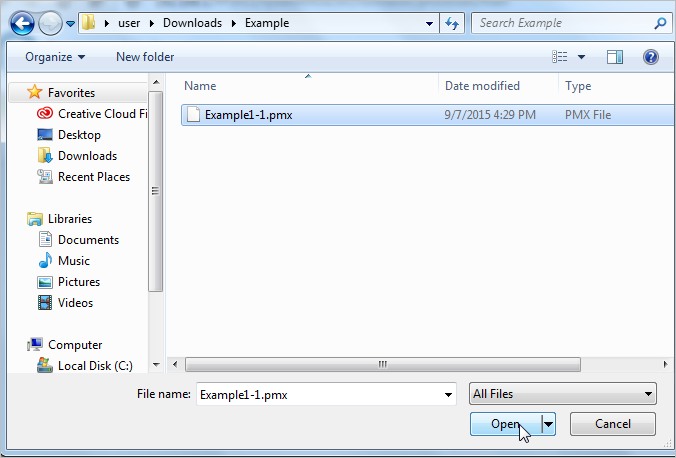 user Downloads Example Search Example
Organize New folder
Name Date modified Type
Example1-1.pmx 9/7/2015 4:29 PM PMX File
Favorites
Creative Cloud Fi
Desktop
Downloads
Recent Places
Libraries
Documents
Music
Pictures
Videos
Computer
Local Disk (C:)
File name: Example1-1.pmx All Files
Open Cancel